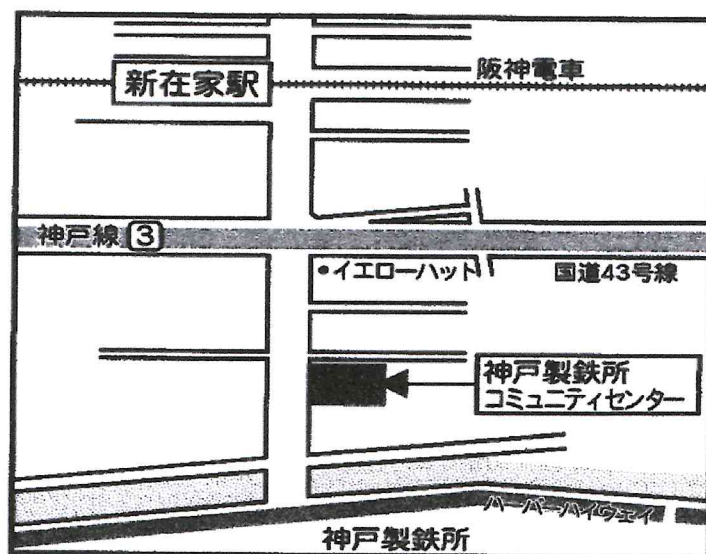 阪神電車
新在家駅
神戸線 3
•イエローハット
国道43号線
神戸製鉄所
コミュニティセンター
ハーバーハイウェイ
神戸製鉄所